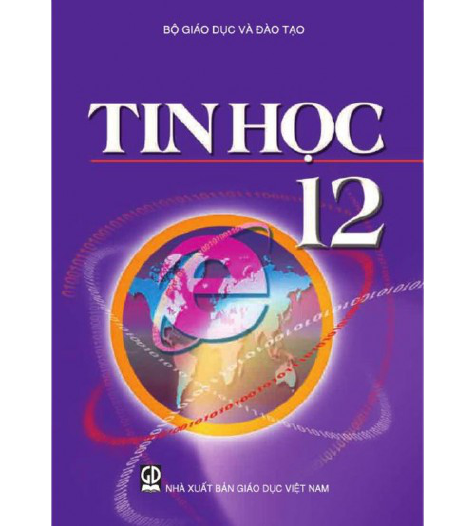 BỘ GIÁO DỤC VÀ ĐÀO TẠO
TIN HỌC
12
e
GD
NHÀ XUẤT BẢN GIÁO DỤC VIỆT NAM